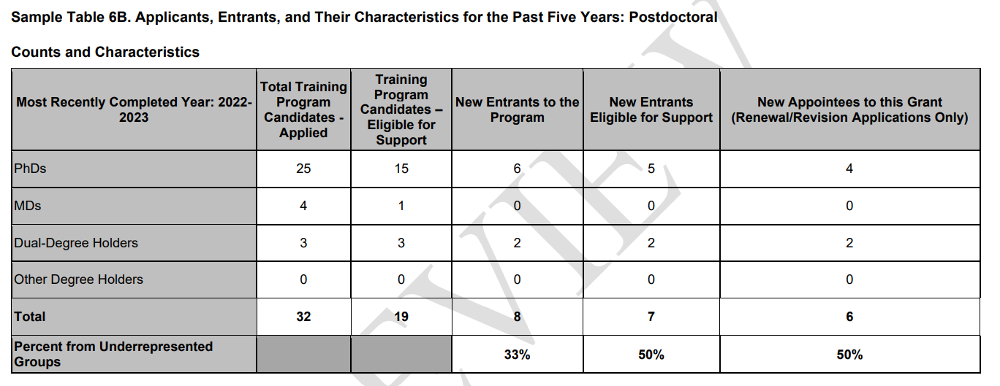 Sample Table 6B. Applicants, Entrants, and Their Characteristics for the Past Five Years: Postdoctoral
Counts and Characteristics
Most Recently Completed Year: 2022-
2023
Total Training
Program
Candidates -
Applied
Training
Program
Candidates –
Eligible for
Support
New Entrants to the
Program
New Entrants
Eligible for Support
New Appointees to this Grant
(Renewal/Revision Applications Only)
PhDs 25 15 6 5 4
MDs 4 1 0 0 0
Dual-Degree Holders 3 3 2 2 2
Other Degree Holders 0 0 0 0 0
Total 32 19 8 7 6
Percent from Underrepresented
Groups
33% 50% 50%